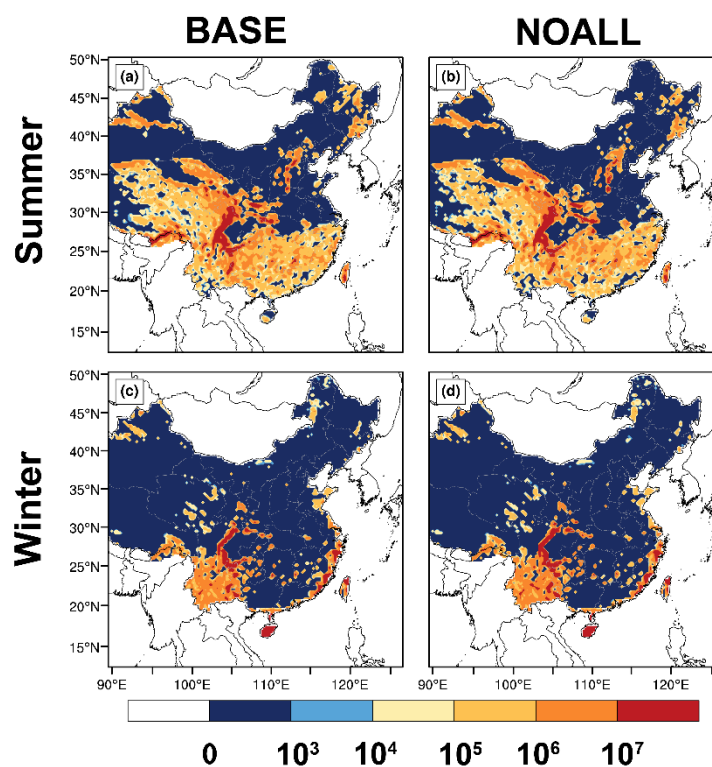 BASE NOALL
Summer
(a) (b)
50°N
45°N
40°N
35°N
30°N
25°N
20°N
15°N
Winter
(c) (d)
50°N
45°N
40°N
35°N
30°N
25°N
20°N
15°N
90°E 100°E 110°E 120°E 90°E 100°E 110°E 120°E
0 10³ 10⁴ 10⁵ 10⁶ 10⁷